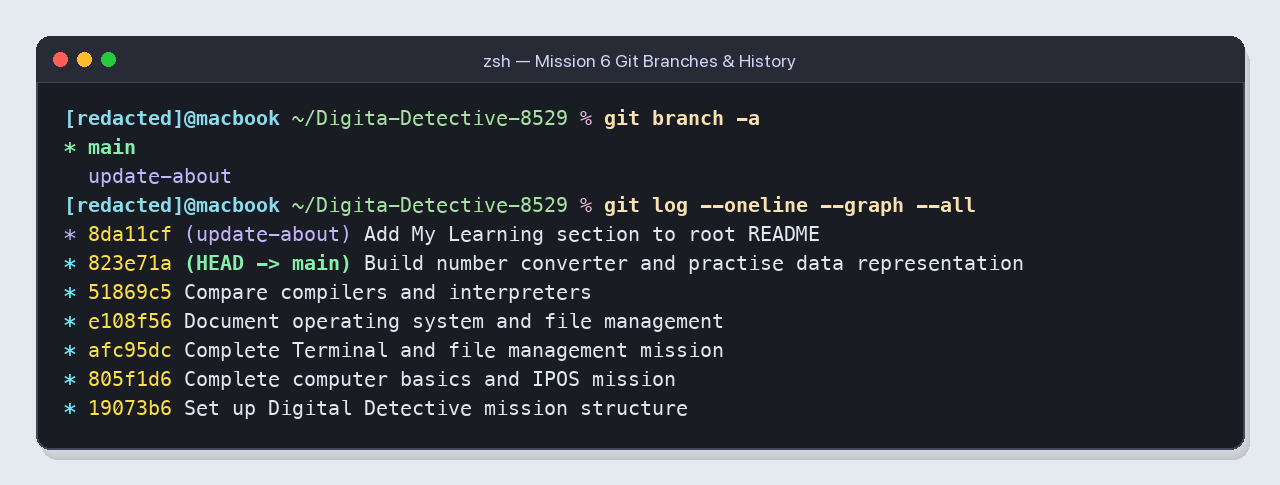 zsh — Mission 6 Git Branches & History
[redacted]@macbook ~/Digita-Detective-8529 % git branch -a
* main
update-about
[redacted]@macbook ~/Digita-Detective-8529 % git log --oneline --graph --all
* 8da11cf (update-about) Add My Learning section to root README
* 823e71a (HEAD -> main) Build number converter and practise data representation
* 51869c5 Compare compilers and interpreters
* e108f56 Document operating system and file management
* afc95dc Complete Terminal and file management mission
* 805f1d6 Complete computer basics and IPOS mission
* 19073b6 Set up Digital Detective mission structure